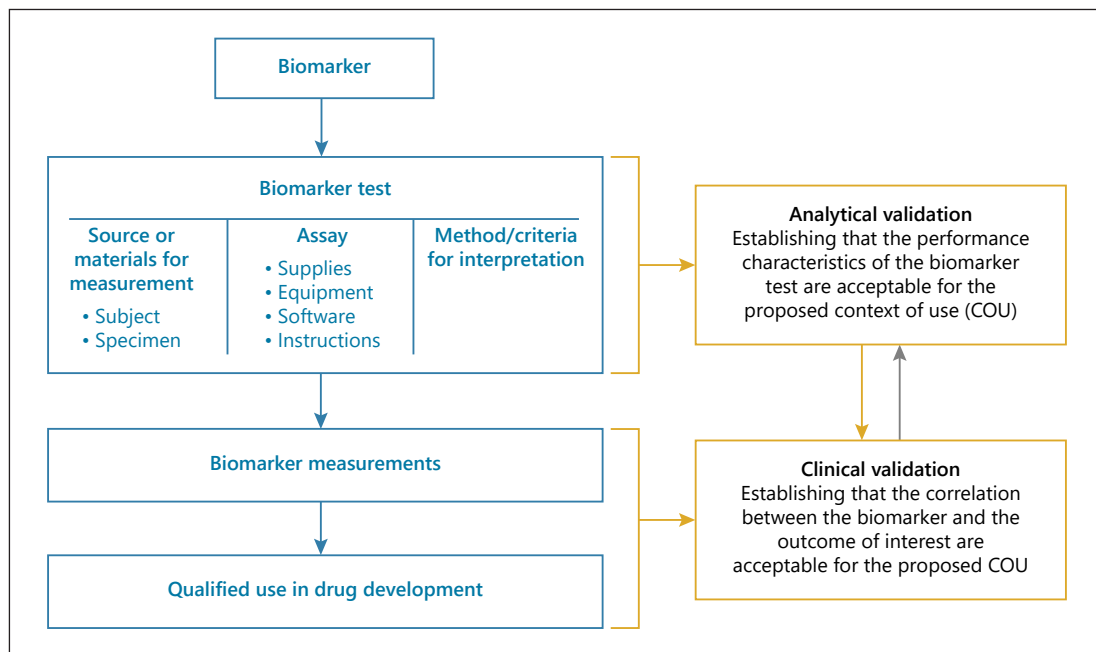 Biomarker
Biomarker test
Source or
materials for
measurement
• Subject
• Specimen
Assay
• Supplies
• Equipment
• Software
• Instructions
Method/criteria
for interpretation
Biomarker measurements
Qualified use in drug development
Analytical validation
Establishing that the performance
characteristics of the biomarker
test are acceptable for the
proposed context of use (COU)
Clinical validation
Establishing that the correlation
between the biomarker and the
outcome of interest are
acceptable for the proposed COU